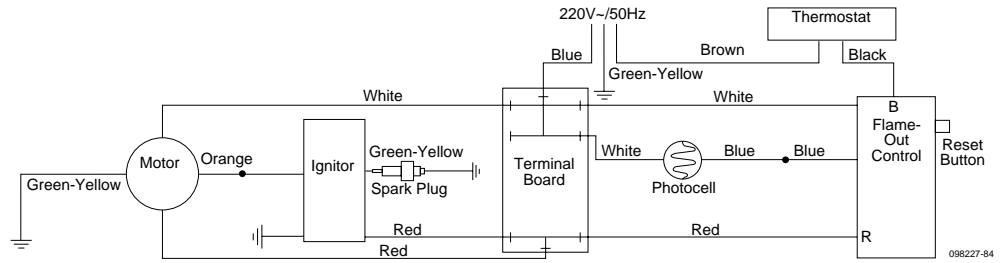 220V~/50Hz
Thermostat
Blue
Brown
Green-Yellow
Black
White
White
B
Flame-
Out
Control
Reset
Button
Motor
Orange
Ignitor
Green-Yellow
Spark Plug
Terminal
Board
White
Blue
Blue
Photocell
Green-Yellow
Red
Red
R
Red
098227-84